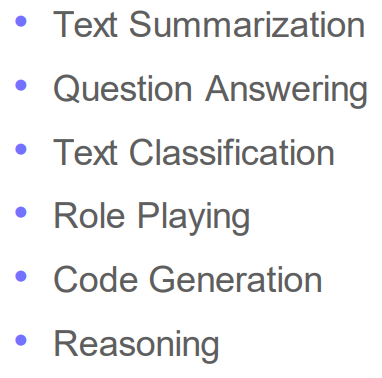 • Text Summarization
• Question Answering
• Text Classification
• Role Playing
• Code Generation
• Reasoning